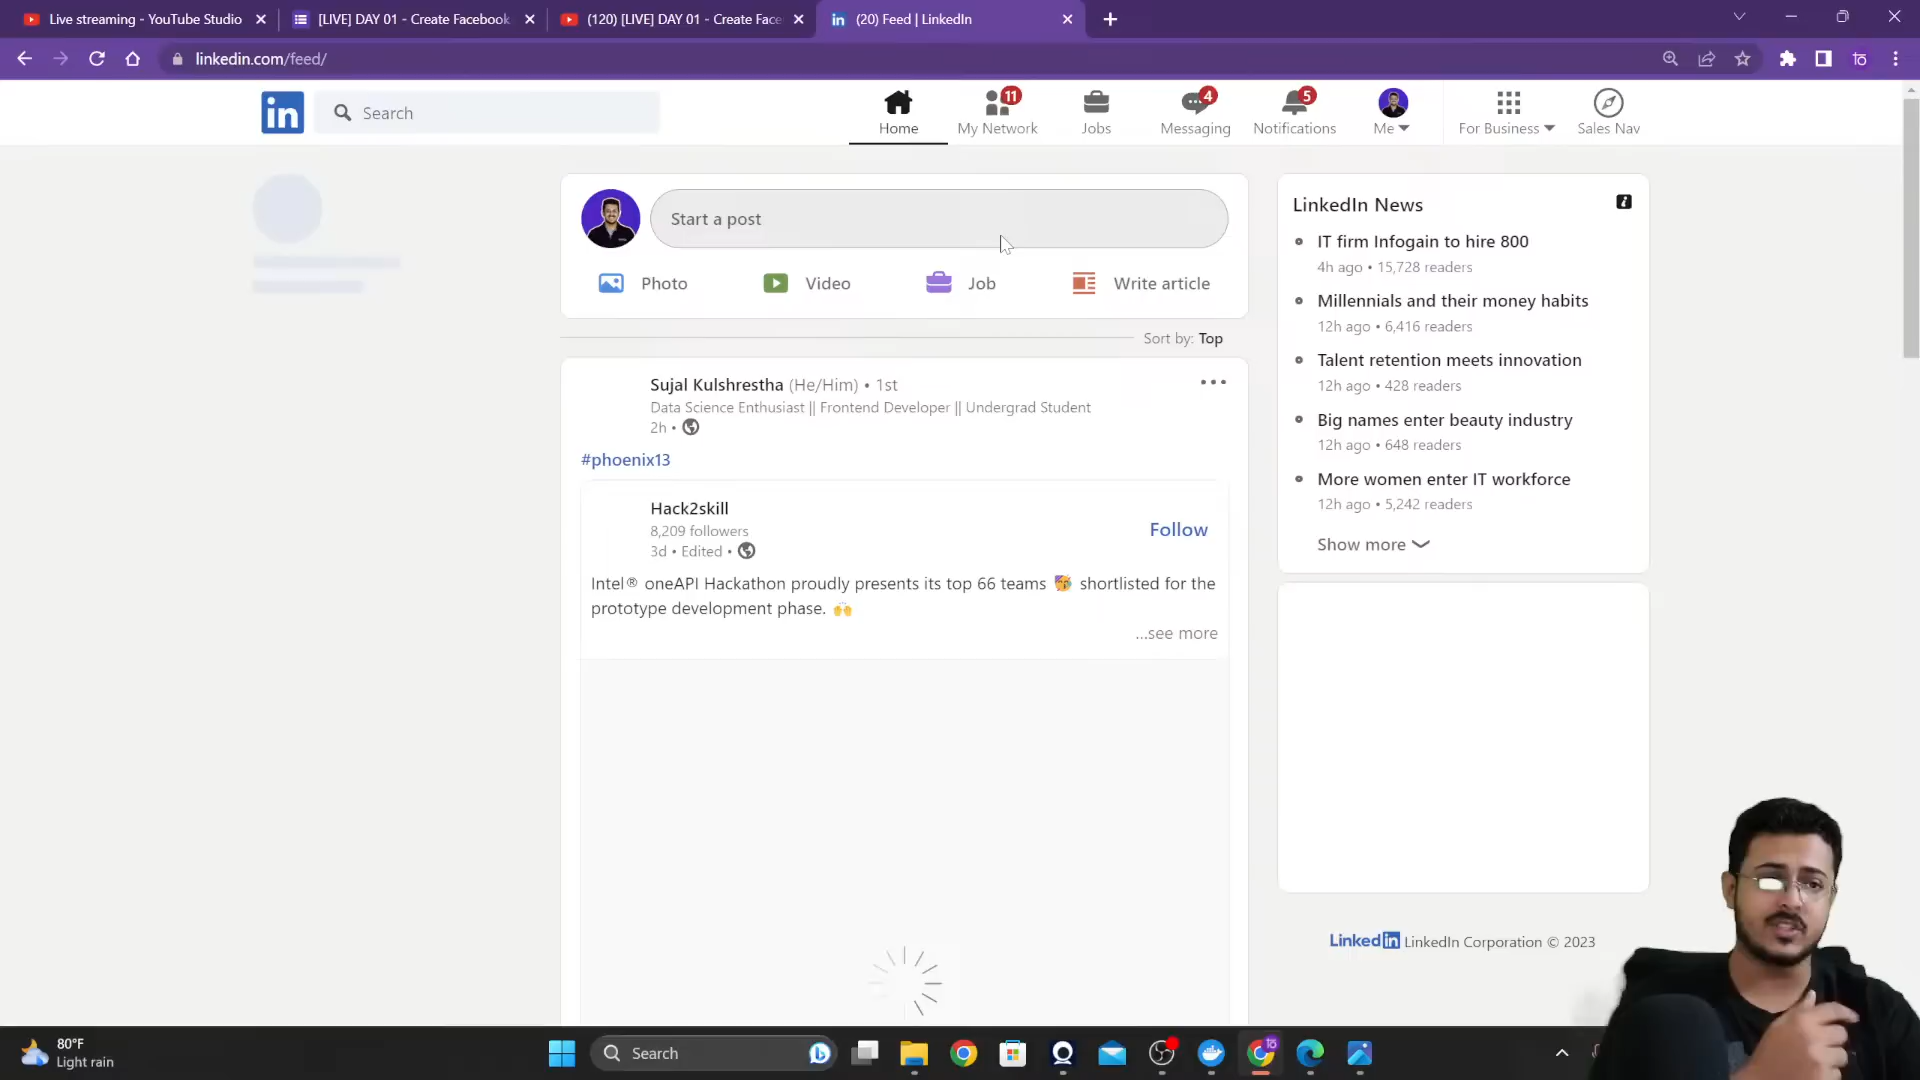 Live streaming - YouTube Studio
[LIVE] DAY 01 - Create Facebook
(120) [LIVE] DAY 01 - Create Face
in (20) Feed | LinkedIn
linkedin.com/feed/
in
Search
Home
11
My Network
Jobs
4
Messaging
5
Notifications
Me
For Business
Sales Nav
Start a post
Photo
Video
Job
Write article
Sort by: Top
Sujal Kulshrestha (He/Him) • 1st
Data Science Enthusiast || Frontend Developer || Undergrad Student
2h •
#phoenix13
Hack2skill
8,209 followers
3d • Edited •
Follow
Intel® oneAPI Hackathon proudly presents its top 66 teams 🥳 shortlisted for the
prototype development phase. 🙌
...see more
LinkedIn News
IT firm Infogain to hire 800
4h ago • 15,728 readers
Millennials and their money habits
12h ago • 6,416 readers
Talent retention meets innovation
12h ago • 428 readers
Big names enter beauty industry
12h ago • 648 readers
More women enter IT workforce
12h ago • 5,242 readers
Show more
LinkedIn LinkedIn Corporation © 2023
80°F
Light rain
Search